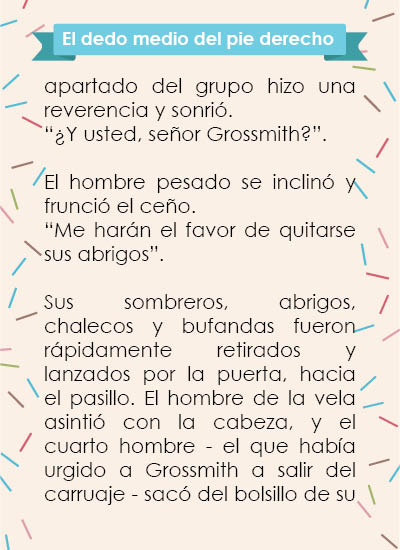 El dedo medio del pie derecho
apartado del grupo hizo una
reverencia y sonrió.
“¿Y usted, señor Grossmith?”.
El hombre pesado se inclinó y
frunció el ceño.
“Me harán el favor de quitarse
sus abrigos”.
Sus sombreros, abrigos,
chalecos y bufandas fueron
rápidamente retirados y
lanzados por la puerta, hacia
el pasillo. El hombre de la vela
asintió con la cabeza, y el
cuarto hombre - el que había
urgido a Grossmith a salir del
carruaje - sacó del bolsillo de su